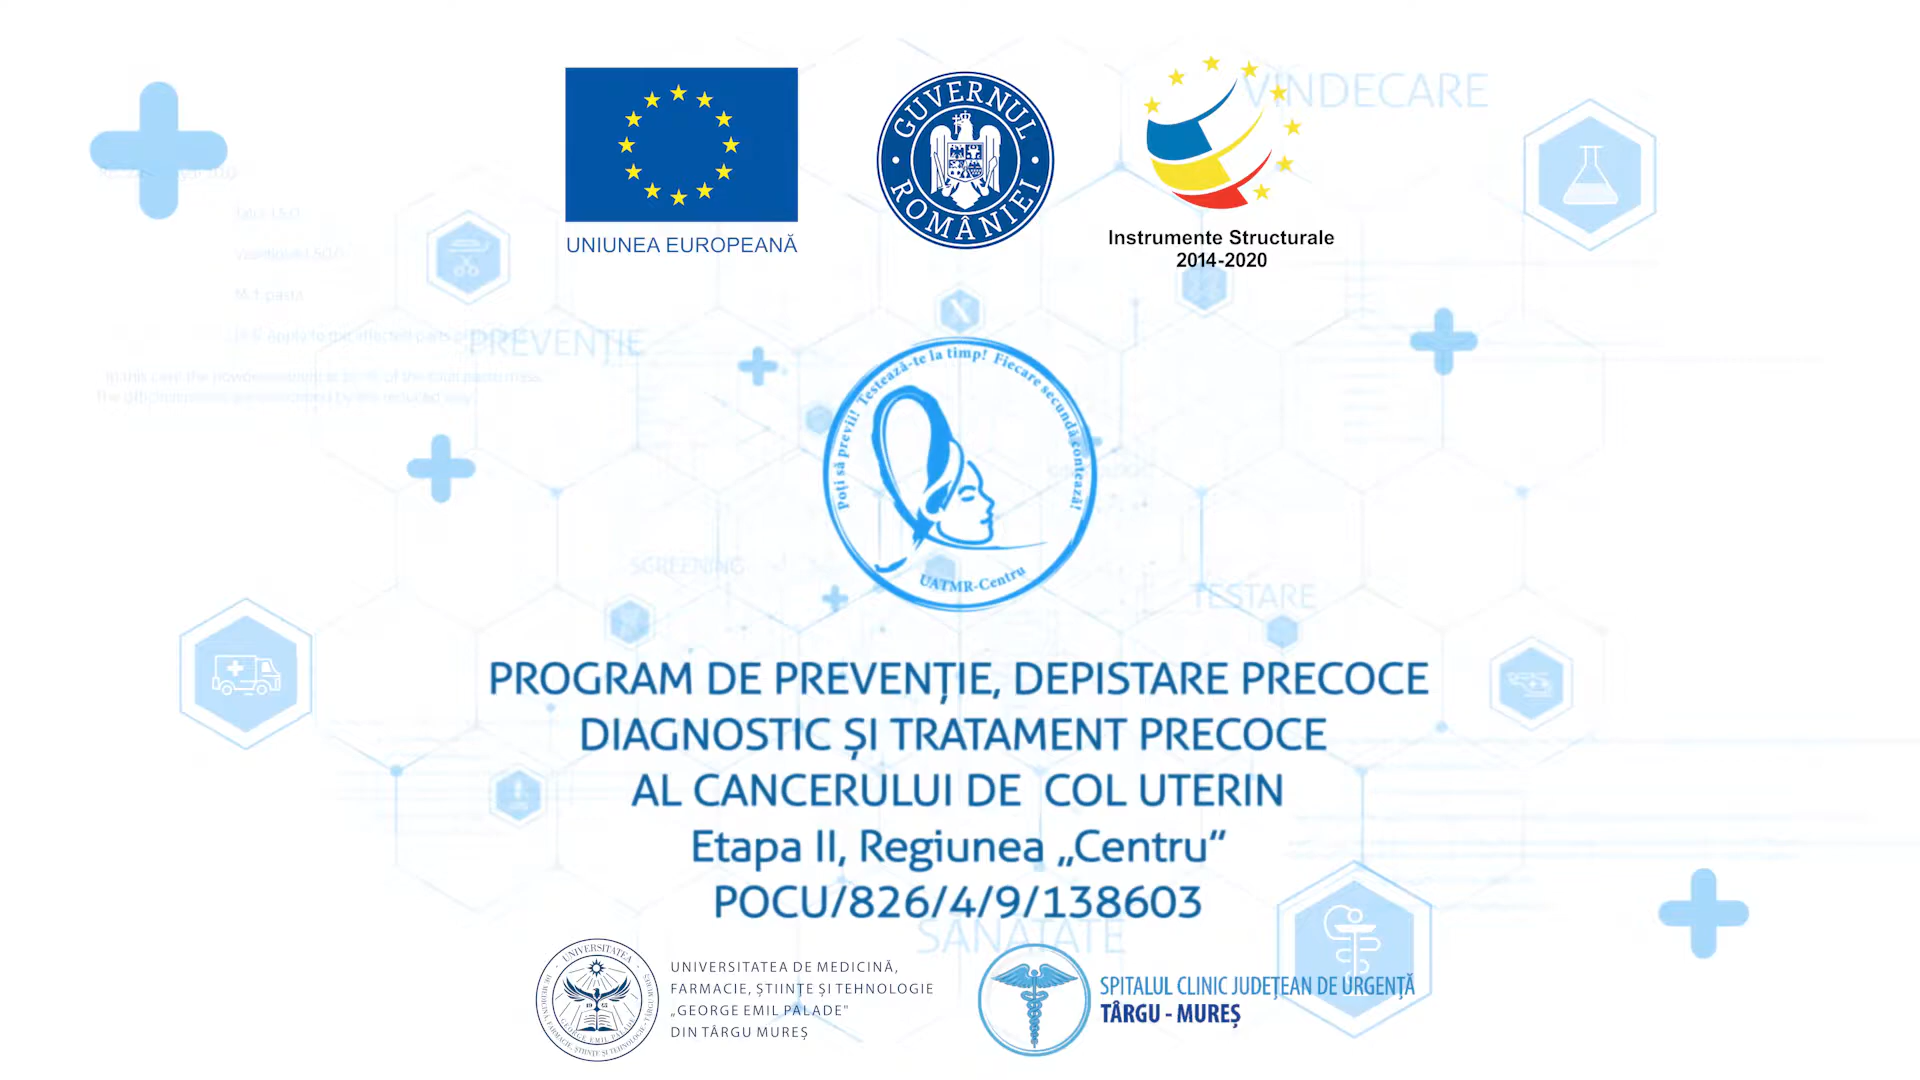 VINDECARE
UNIUNEA EUROPEANĂ
GUVERNUL ROMÂNIEI
Instrumente Structurale
2014-2020
PREVENȚIE
Poți să previi! Testează-te la timp! Fiecare secundă contează!
UATMR-Centru
SCREENING
TESTARE
PROGRAM DE PREVENȚIE, DEPISTARE PRECOCE
DIAGNOSTIC ȘI TRATAMENT PRECOCE
AL CANCERULUI DE COL UTERIN
Etapa II, Regiunea „Centru“
POCU/826/4/9/138603
SĂNĂTATE
UNIVERSITATEA DE MEDICINĂ,
FARMACIE, ȘTIINȚE ȘI TEHNOLOGIE
„GEORGE EMIL PALADE"
DIN TÂRGU MUREȘ
SPITALUL CLINIC JUDEȚEAN DE URGENȚĂ
TÂRGU - MUREȘ